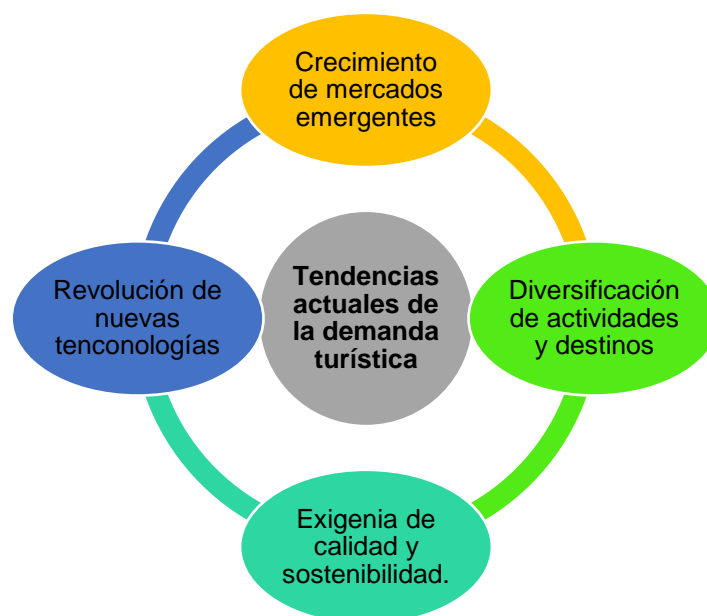 Crecimiento
de mercados
emergentes
Revolución de
nuevas
tenconologías
Tendencias
actuales de
la demanda
turística
Diversificación
de actividades
y destinos
Exigenia de
calidad y
sostenibilidad.